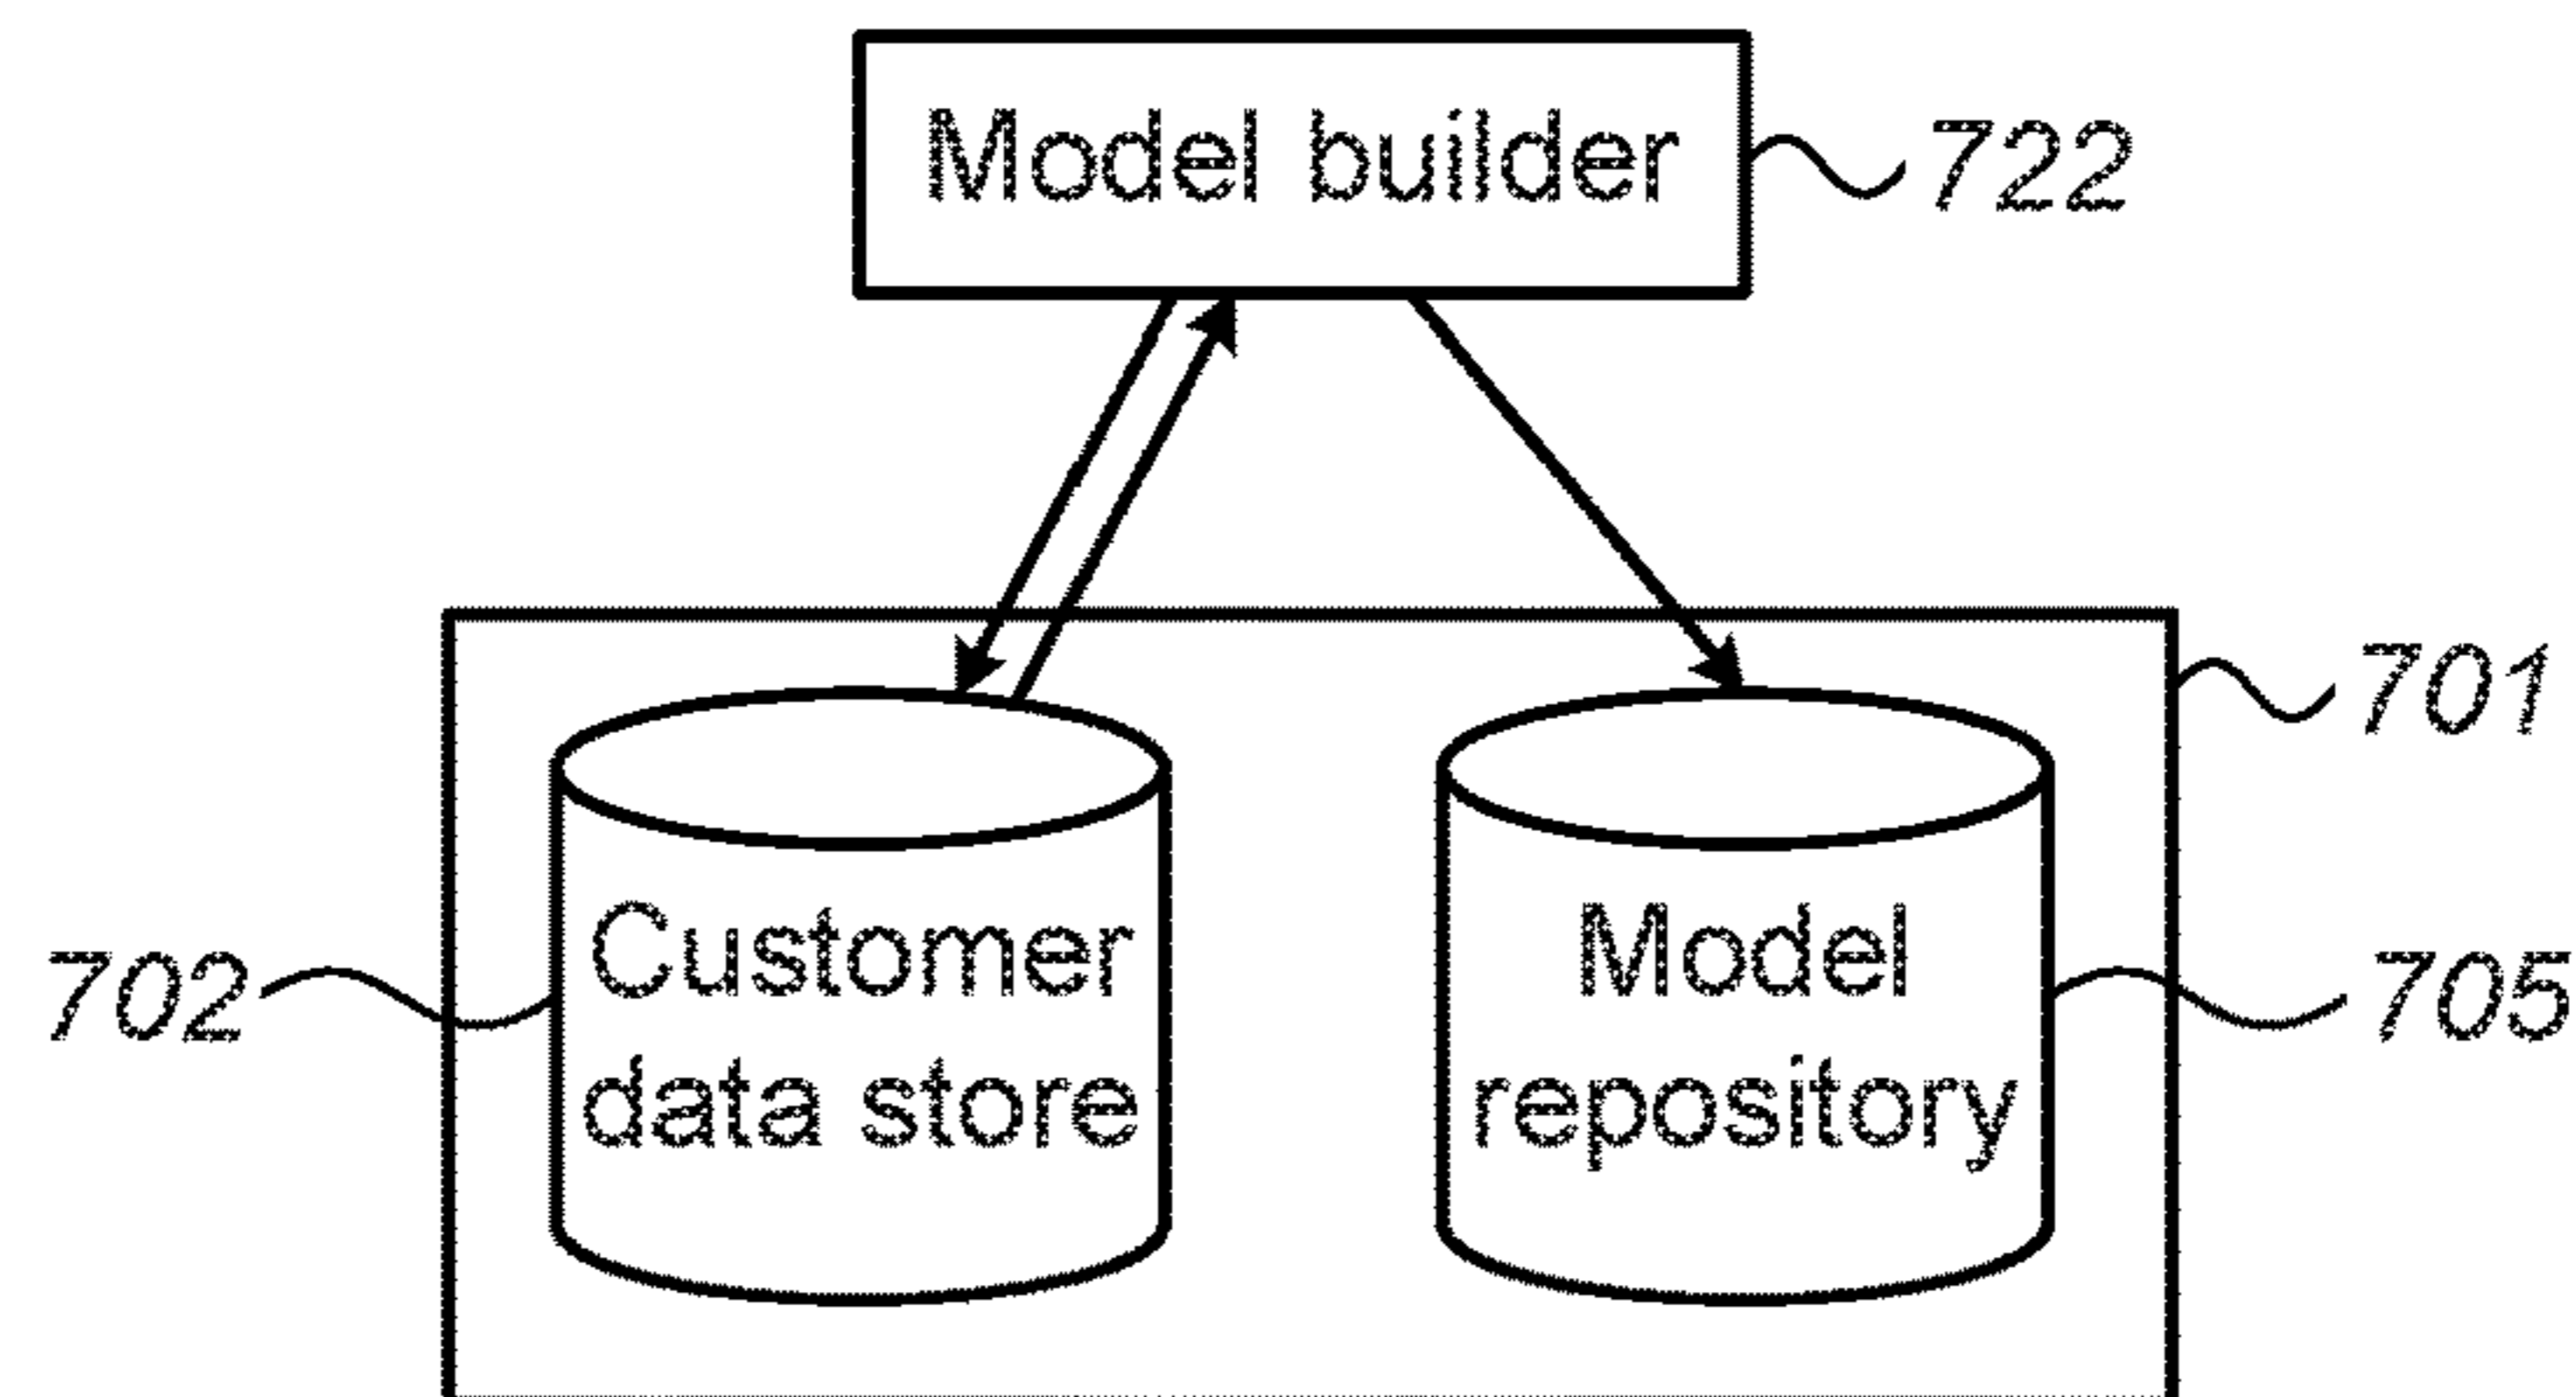 Model builder
722
701
Customer
data store
702
Model
repository
705